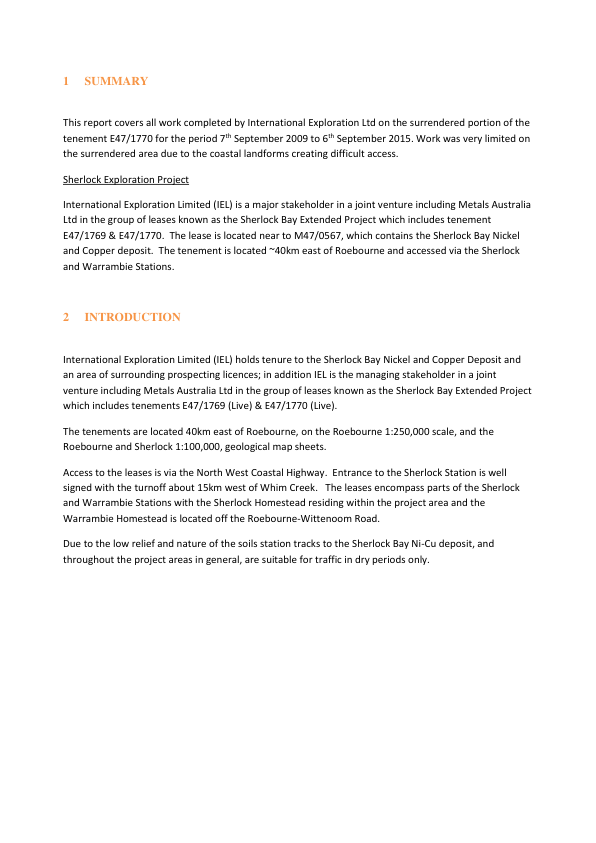 1 SUMMARY
This report covers all work completed by International Exploration Ltd on the surrendered portion of the
tenement E47/1770 for the period 7th September 2009 to 6th September 2015. Work was very limited on
the surrendered area due to the coastal landforms creating difficult access.
Sherlock Exploration Project
International Exploration Limited (IEL) is a major stakeholder in a joint venture including Metals Australia
Ltd in the group of leases known as the Sherlock Bay Extended Project which includes tenement
E47/1769 & E47/1770.  The lease is located near to M47/0567, which contains the Sherlock Bay Nickel
and Copper deposit.  The tenement is located ~40km east of Roebourne and accessed via the Sherlock
and Warrambie Stations.
2 INTRODUCTION
International Exploration Limited (IEL) holds tenure to the Sherlock Bay Nickel and Copper Deposit and
an area of surrounding prospecting licences; in addition IEL is the managing stakeholder in a joint
venture including Metals Australia Ltd in the group of leases known as the Sherlock Bay Extended Project
which includes tenements E47/1769 (Live) & E47/1770 (Live).
The tenements are located 40km east of Roebourne, on the Roebourne 1:250,000 scale, and the
Roebourne and Sherlock 1:100,000, geological map sheets.
Access to the leases is via the North West Coastal Highway.  Entrance to the Sherlock Station is well
signed with the turnoff about 15km west of Whim Creek.   The leases encompass parts of the Sherlock
and Warrambie Stations with the Sherlock Homestead residing within the project area and the
Warrambie Homestead is located off the Roebourne-Wittenoom Road.
Due to the low relief and nature of the soils station tracks to the Sherlock Bay Ni-Cu deposit, and
throughout the project areas in general, are suitable for traffic in dry periods only.